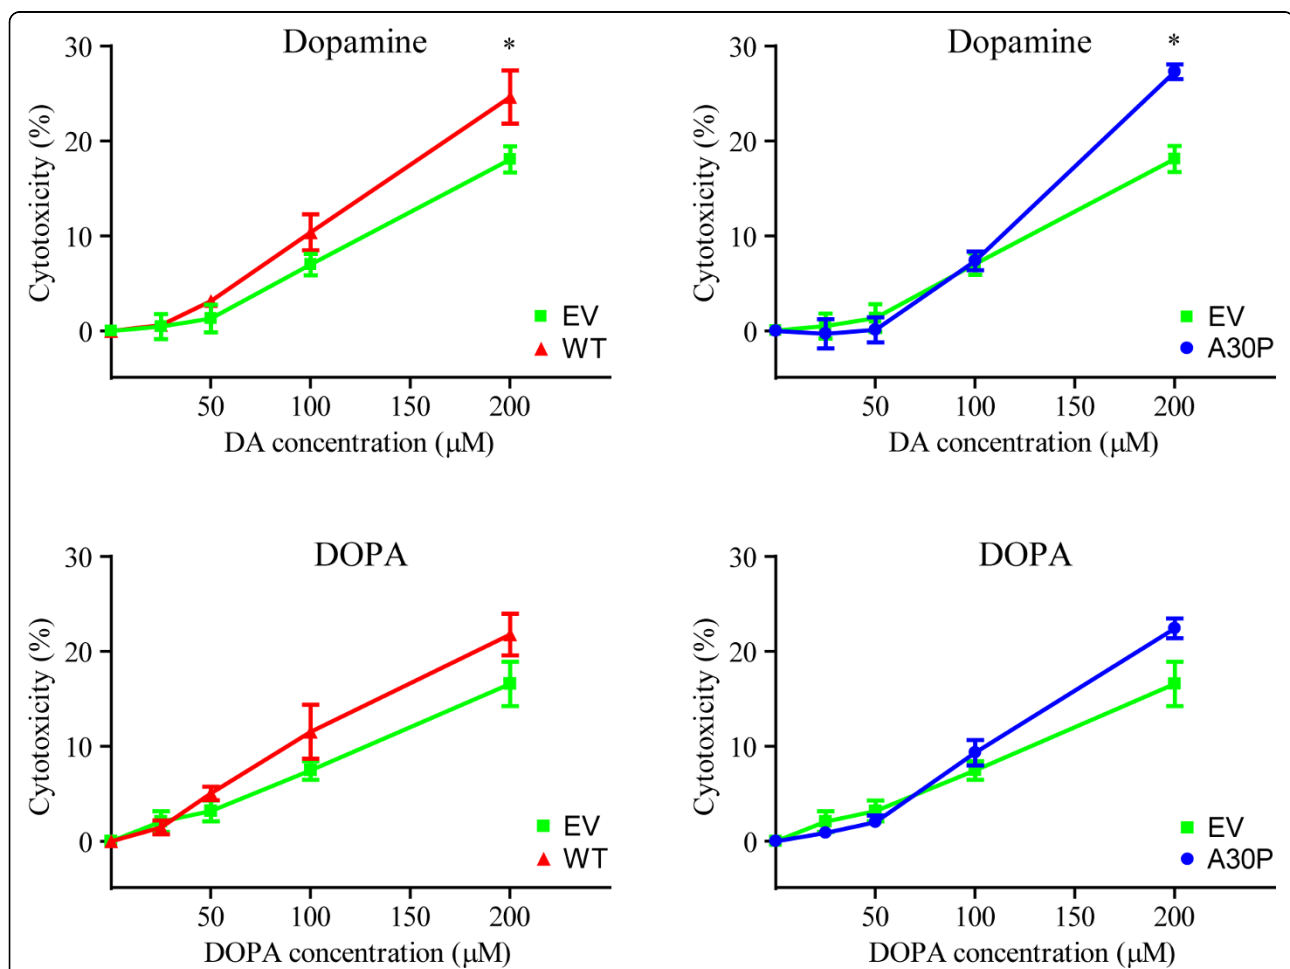 Dopamine
*
30
20
10
0
Cytotoxicity (%)
EV
WT
50 100 150 200
DA concentration (μM)
Dopamine
*
30
20
10
0
Cytotoxicity (%)
EV
A30P
50 100 150 200
DA concentration (μM)
DOPA
30
20
10
0
Cytotoxicity (%)
EV
WT
50 100 150 200
DOPA concentration (μM)
DOPA
30
20
10
0
Cytotoxicity (%)
EV
A30P
50 100 150 200
DOPA concentration (μM)